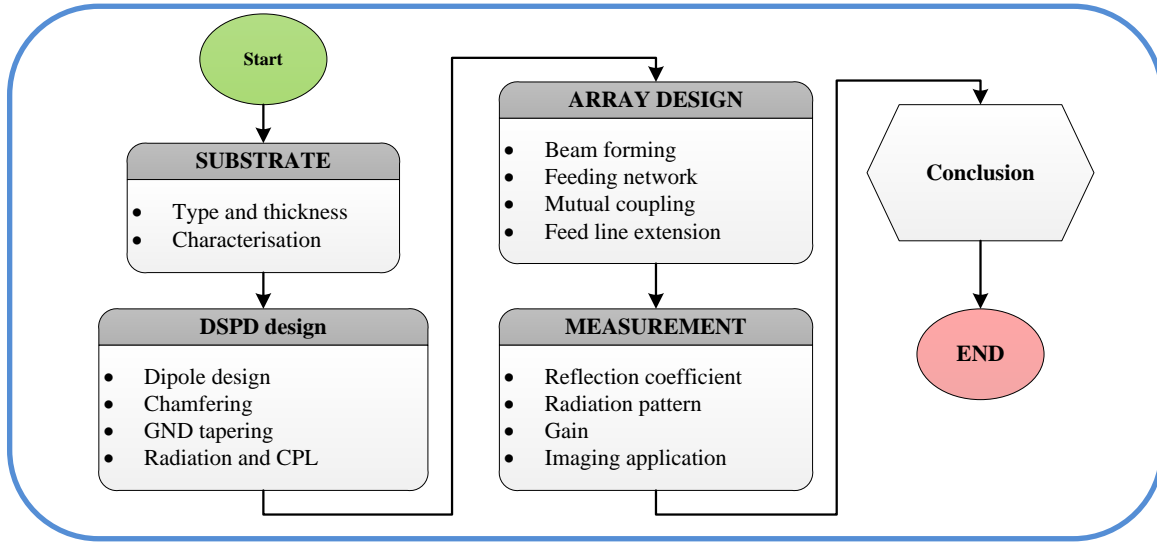 Start
SUBSTRATE
• Type and thickness
• Characterisation
DSPD design
• Dipole design
• Chamfering
• GND tapering
• Radiation and CPL
ARRAY DESIGN
• Beam forming
• Feeding network
• Mutual coupling
• Feed line extension
MEASUREMENT
• Reflection coefficient
• Radiation pattern
• Gain
• Imaging application
Conclusion
END